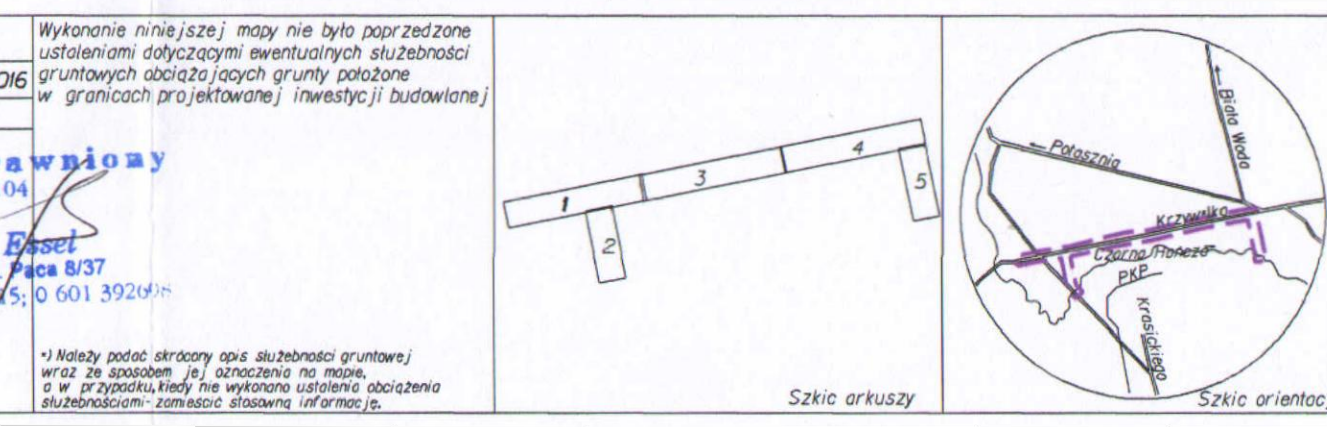 016
awniony
04
Essel
Paca 8/37
5; 0 601 392698
Wykonanie niniejszej mapy nie było poprzedzone
ustaleniami dotyczącymi ewentualnych służebności
gruntowych obciążających grunty położone
w granicach projektowanej inwestycji budowlanej
*) Należy podać skrócony opis służebności gruntowej
wraz ze sposobem jej oznaczenia na mapie,
a w przypadku, kiedy nie wykonano ustalenia obciążenia
służebnościami- zamieścić stosowną informację.
1
2
3
4
5
Szkic arkuszy
← Biała Woda
← Potasznia
Krzywólka
Czarna Hańcza
PKP
Krasickiego
Szkic orientac